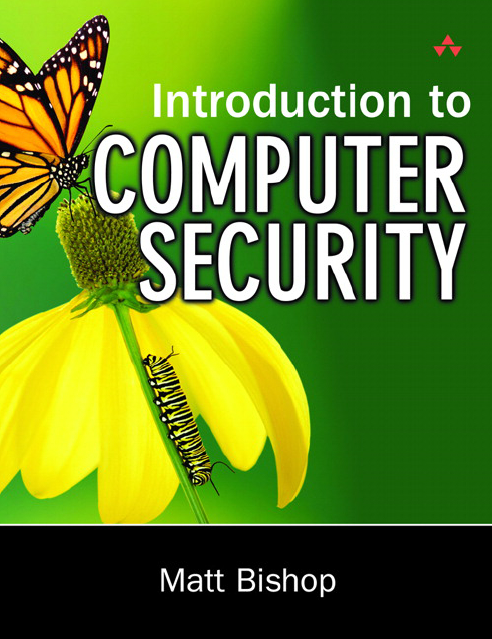 Introduction to
COMPUTER
SECURITY
Matt Bishop